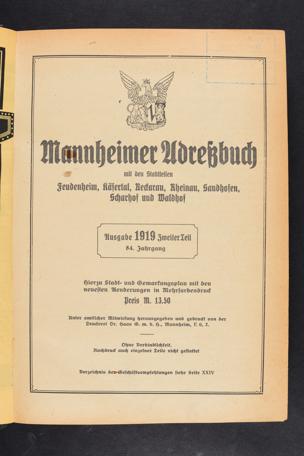 Mannheimer Adreßbuch
mit den Stadtteilen
Feudenheim, Käfertal, Neckarau, Rheinau, Sandhofen,
Scharhof und Waldhof
Ausgabe 1919 Zweiter Teil
84. Jahrgang
Hierzu Stadt- und Gemarkungsplan mit den
neuesten Aenderungen in Mehrfarbendruck
Preis M. 13.50
Unter amtlicher Mitwirkung herausgegeben und gedruckt von der
Druckerei Dr. Haas G. m. b. H., Mannheim, E 6, 2.
Ohne Verbindlichkeit.
Nachdruck auch einzelner Teile nicht gestattet
Verzeichnis der Geschäftsempfehlungen siehe Seite XXIV